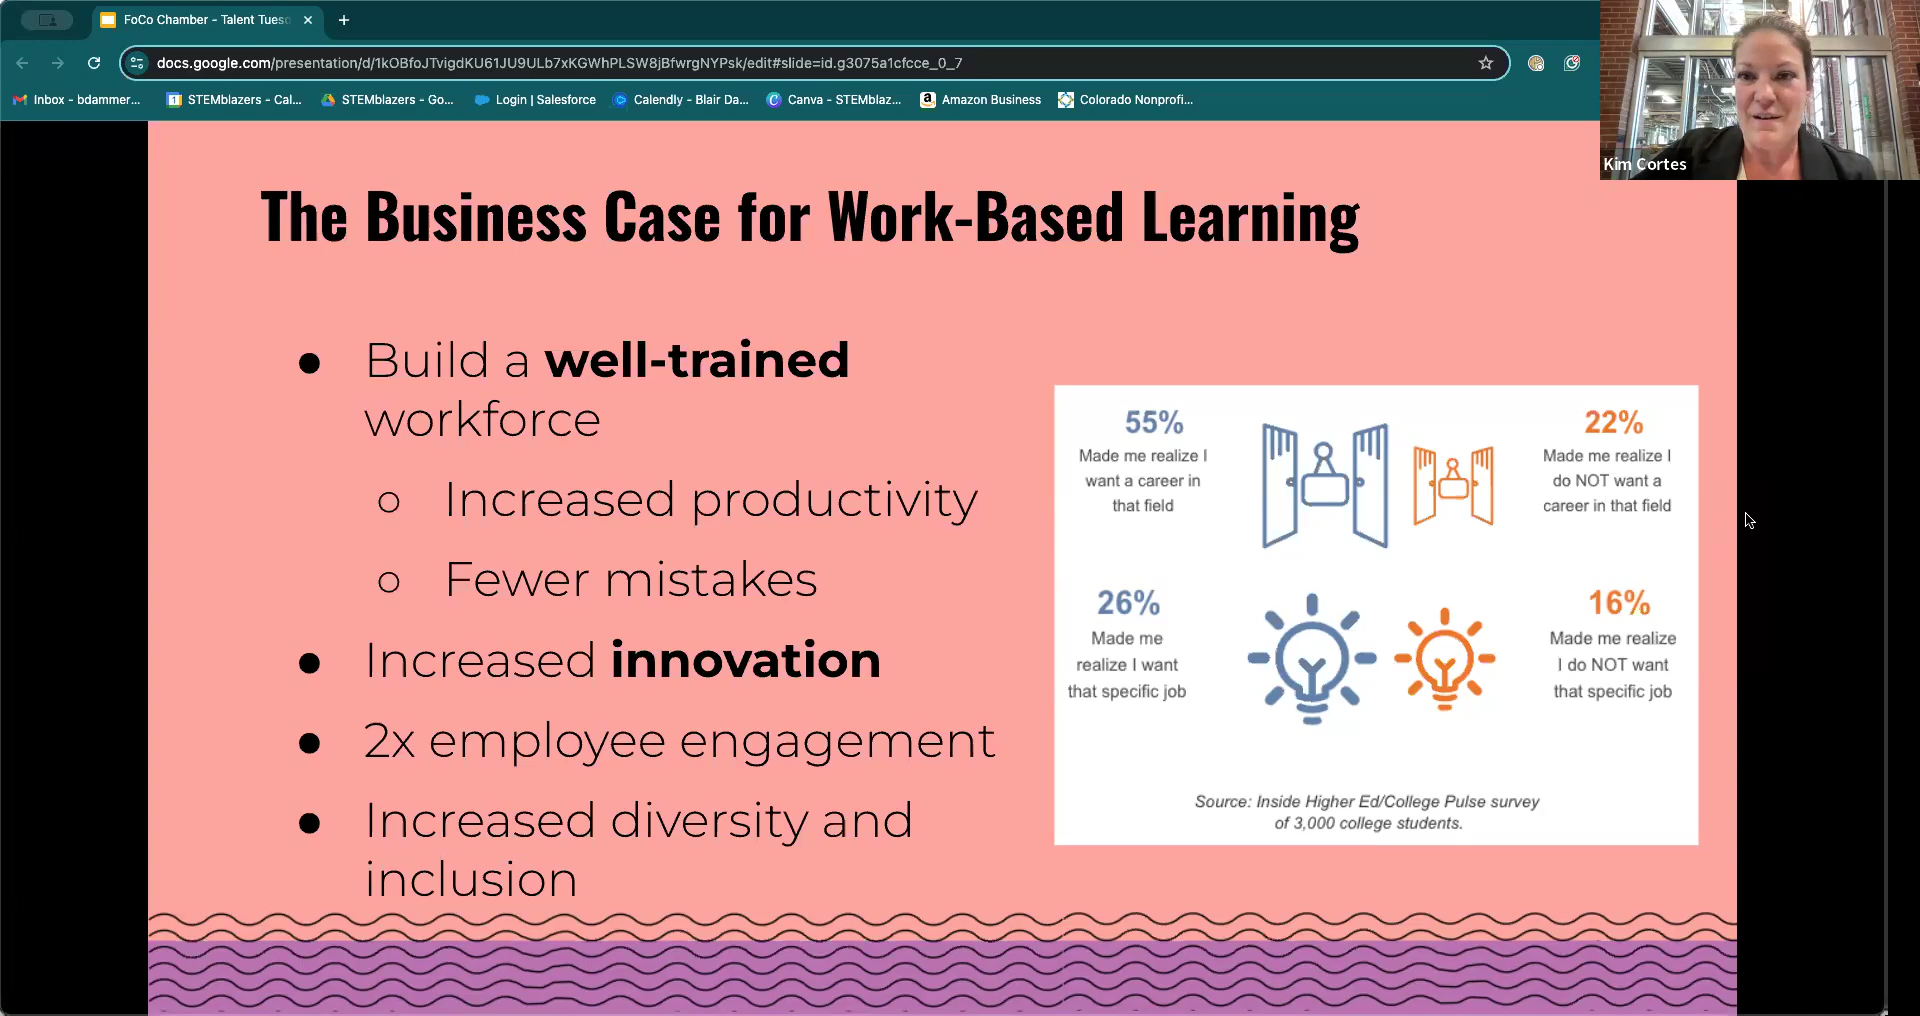 FoCo Chamber - Talent Tues
docs.google.com/presentation/d/1kOBfoJTvigdKU61JU9ULb7xKGWhPLSW8jBfwrgNYPsk/edit#slide=id.g3075a1cfcce_0_7
Inbox - bdammer...
STEMblazers - Cal...
STEMblazers - Go...
Login | Salesforce
Calendly - Blair Da...
Canva - STEMblaz...
Amazon Business
Colorado Nonprofi...
Kim Cortes
The Business Case for Work-Based Learning
● Build a well-trained
workforce
○ Increased productivity
○ Fewer mistakes
● Increased innovation
● 2x employee engagement
● Increased diversity and
inclusion
55%
Made me realize I
want a career in
that field
22%
Made me realize I
do NOT want a
career in that field
26%
Made me
realize I want
that specific job
16%
Made me realize
I do NOT want
that specific job
Source: Inside Higher Ed/College Pulse survey
of 3,000 college students.